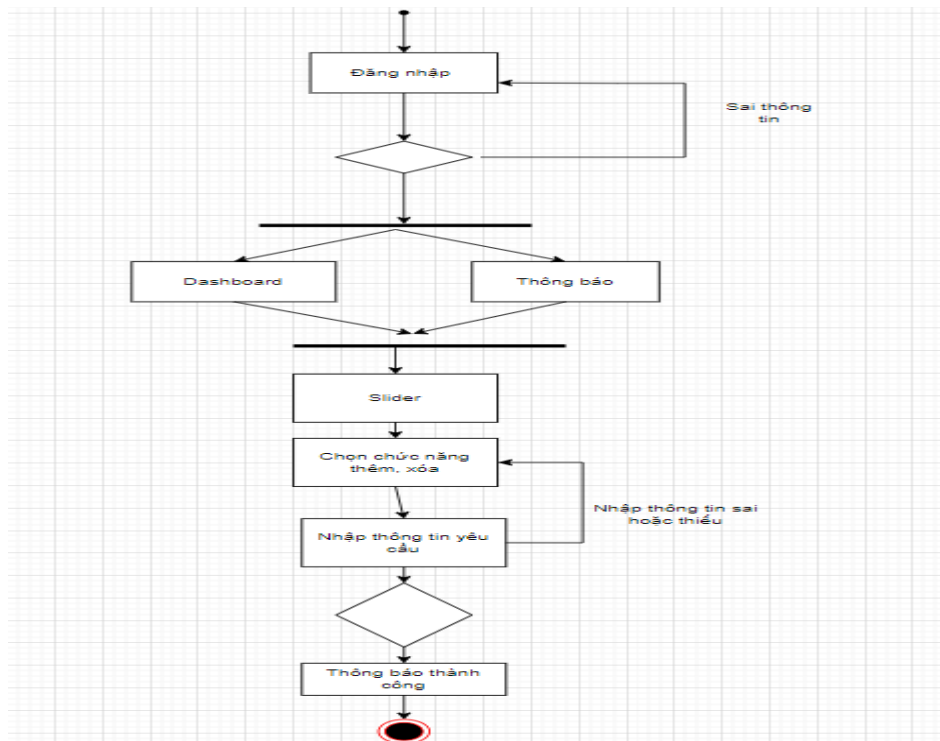 Đăng nhập
Sai thông
tin
Dashboard
Thông báo
Slider
Chọn chức năng
thêm, xóa
Nhập thông tin sai
hoặc thiếu
Nhập thông tin yêu
cầu
Thông báo thành
công